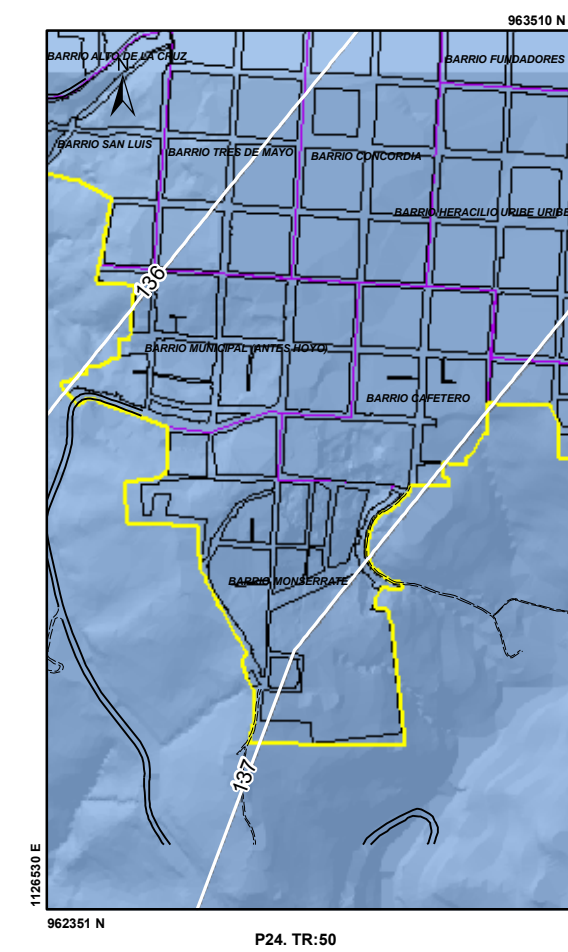 963510 N
BARRIO ALTO DE LA CRUZ
BARRIO FUNDADORES
N
BARRIO SAN LUIS
BARRIO TRES DE MAYO
BARRIO CONCORDIA
BARRIO HERACILIO URIBE URIBE
136
BARRIO MUNICIPAL (ANTES HOYO)
BARRIO CAFETERO
BARRIO MONSERRATE
137
1126530 E
962351 N
P24. TR:50